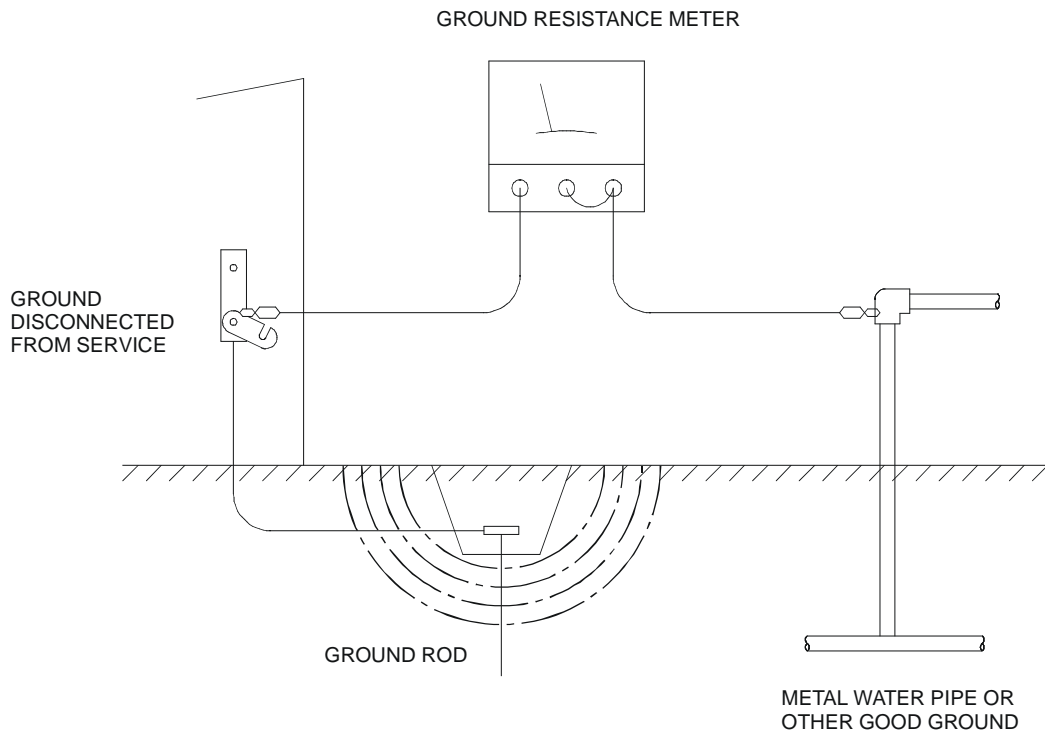 GROUND RESISTANCE METER
GROUND
DISCONNECTED
FROM SERVICE
GROUND ROD
METAL WATER PIPE OR
OTHER GOOD GROUND